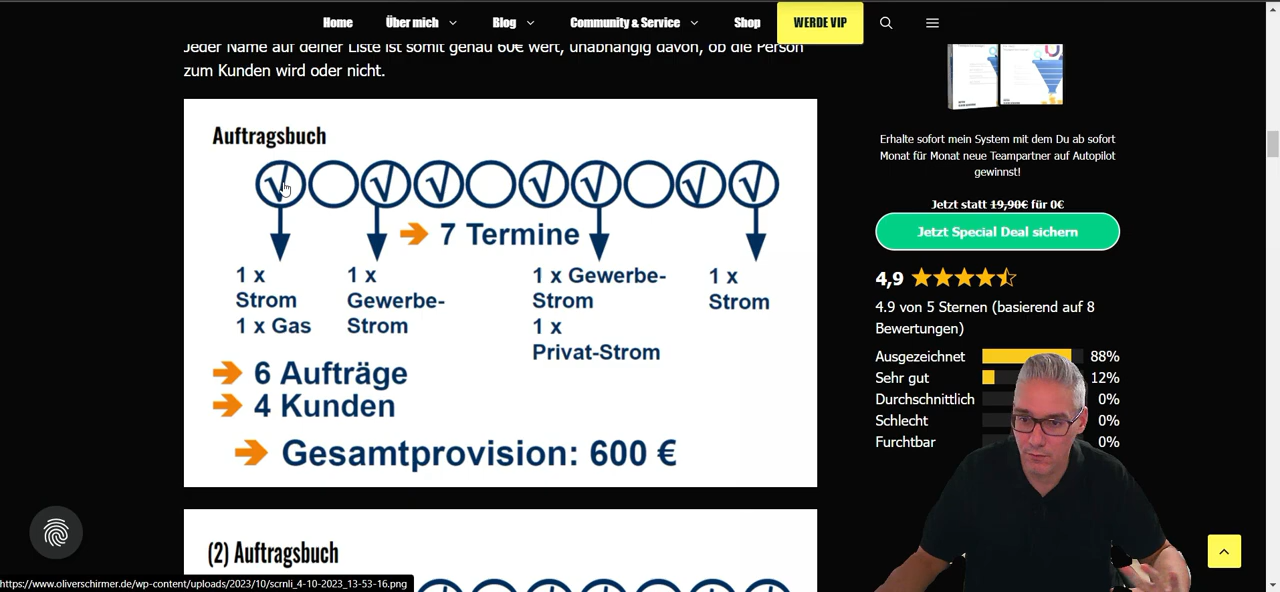 Home Über mich Blog Community & Service Shop WERDE VIP
Jeder Name auf deiner Liste ist somit genau 60€ wert, unabhängig davon, ob die Person
zum Kunden wird oder nicht.
Auftragsbuch
7 Termine
1 x
Strom
1 x Gas
1 x
Gewerbe-
Strom
1 x Gewerbe-
Strom
1 x
Privat-Strom
1 x
Strom
6 Aufträge
4 Kunden
Gesamtprovision: 600 €
(2) Auftragsbuch
Erhalte sofort mein System mit dem Du ab sofort
Monat für Monat neue Teampartner auf Autopilot
gewinnst!
Jetzt statt 19,90€ für 0€
Jetzt Special Deal sichern
4,9
4.9 von 5 Sternen (basierend auf 8
Bewertungen)
Ausgezeichnet 88%
Sehr gut 12%
Durchschnittlich 0%
Schlecht 0%
Furchtbar 0%
https://www.oliverschirmer.de/wp-content/uploads/2023/10/scrnli_4-10-2023_13-53-16.png